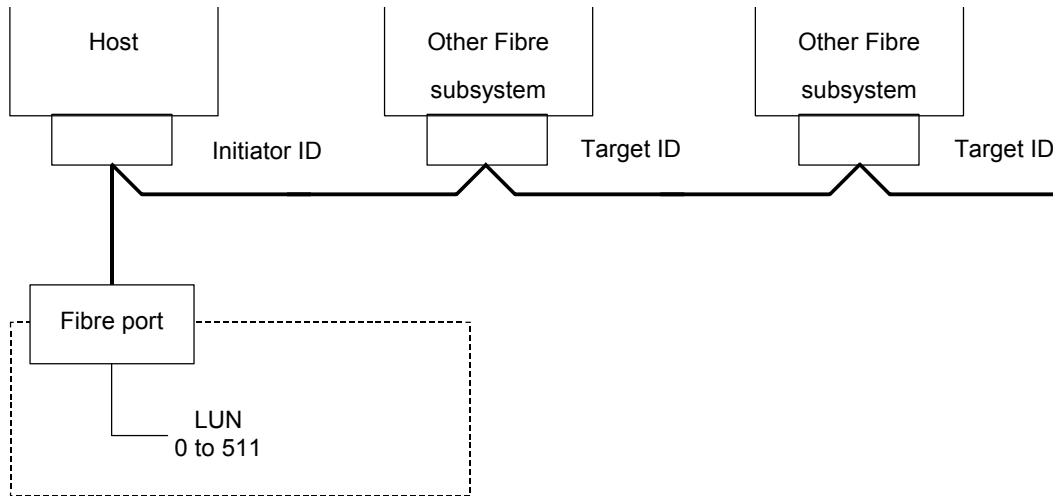 Host
Other Fibre
subsystem
Other Fibre
subsystem
Initiator ID
Target ID
Target ID
Fibre port
LUN
0 to 511